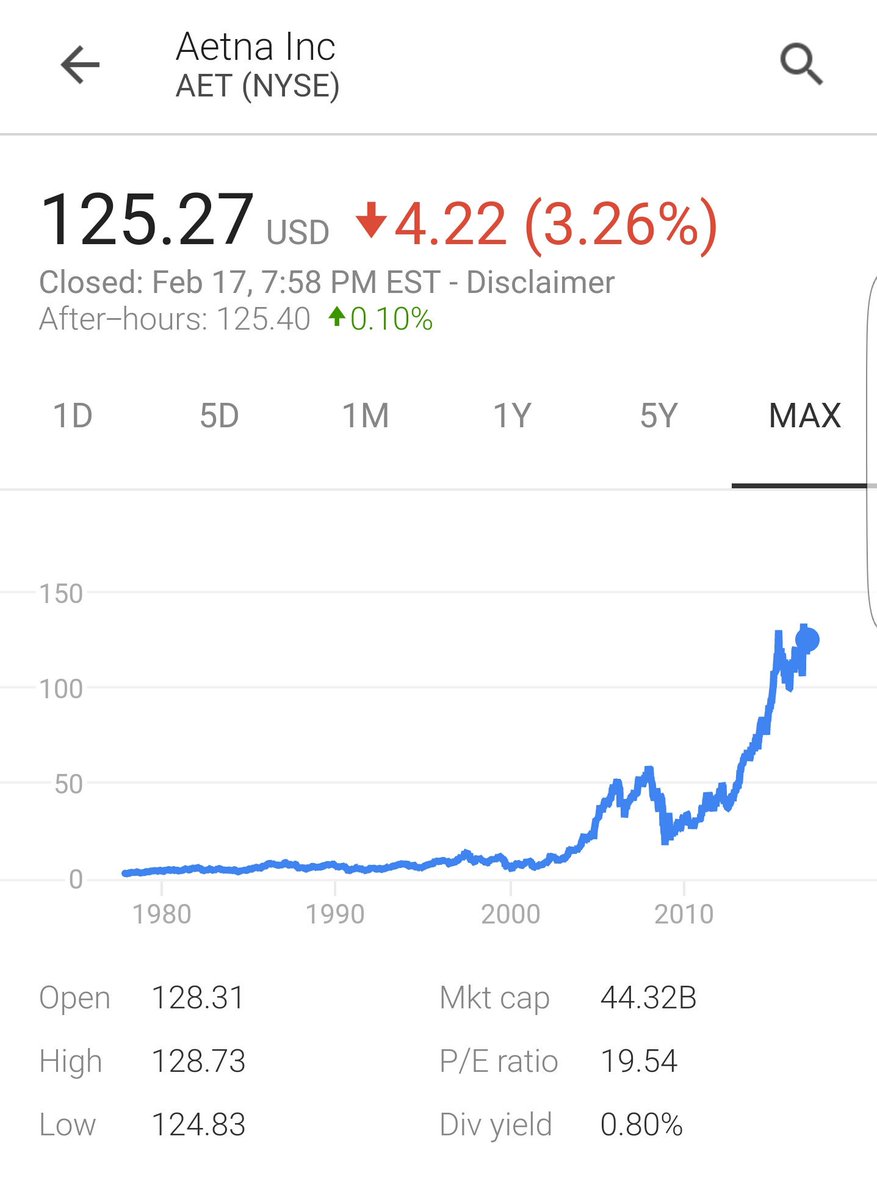 Aetna Inc
AET (NYSE)
125.27 USD ↓4.22 (3.26%)
Closed: Feb 17, 7:58 PM EST - Disclaimer
After-hours: 125.40 ↑0.10%
1D 5D 1M 1Y 5Y MAX
150
100
50
0
1980 1990 2000 2010
Open 128.31 Mkt cap 44.32B
High 128.73 P/E ratio 19.54
Low 124.83 Div yield 0.80%